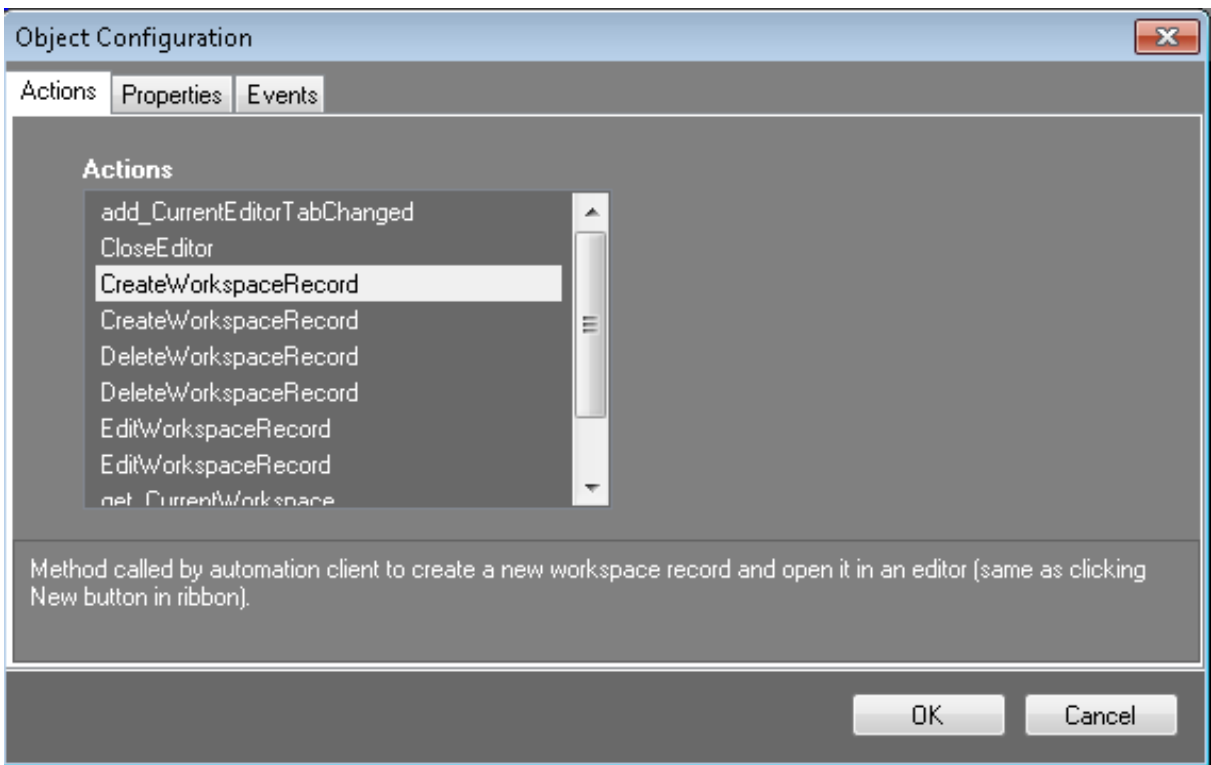 Object Configuration
Actions Properties Events
Actions
add_CurrentEditorTabChanged
CloseEditor
CreateWorkspaceRecord
CreateWorkspaceRecord
DeleteWorkspaceRecord
DeleteWorkspaceRecord
EditWorkspaceRecord
EditWorkspaceRecord
get_CurrentWorkspace
Method called by automation client to create a new workspace record and open it in an editor (same as clicking
New button in ribbon).
OK Cancel